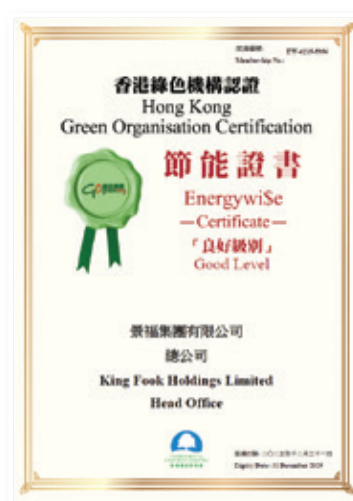 香港綠色機構認證
Hong Kong
Green Organisation Certification
節能證書
Energywi$e
—Certificate—
「良好級別」
Good Level
景福集團有限公司
總公司
King Fook Holdings Limited
Head Office